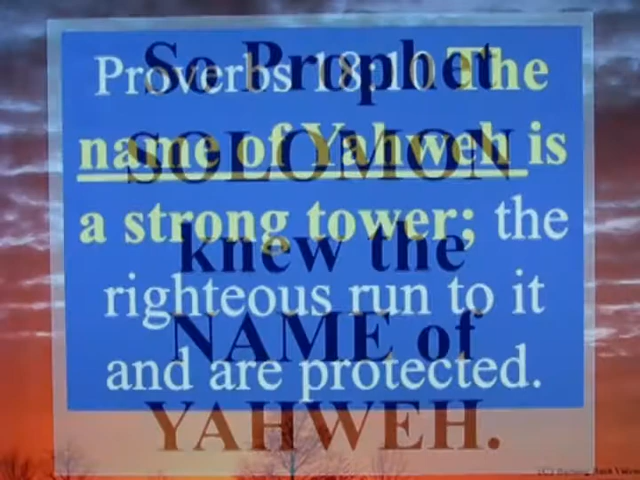 Proverbs 18:10 The
name of Yahweh is
a strong tower; the
righteous run to it
and are protected.
So Prophet
SOLOMON
knew the
NAME of
YAHWEH.